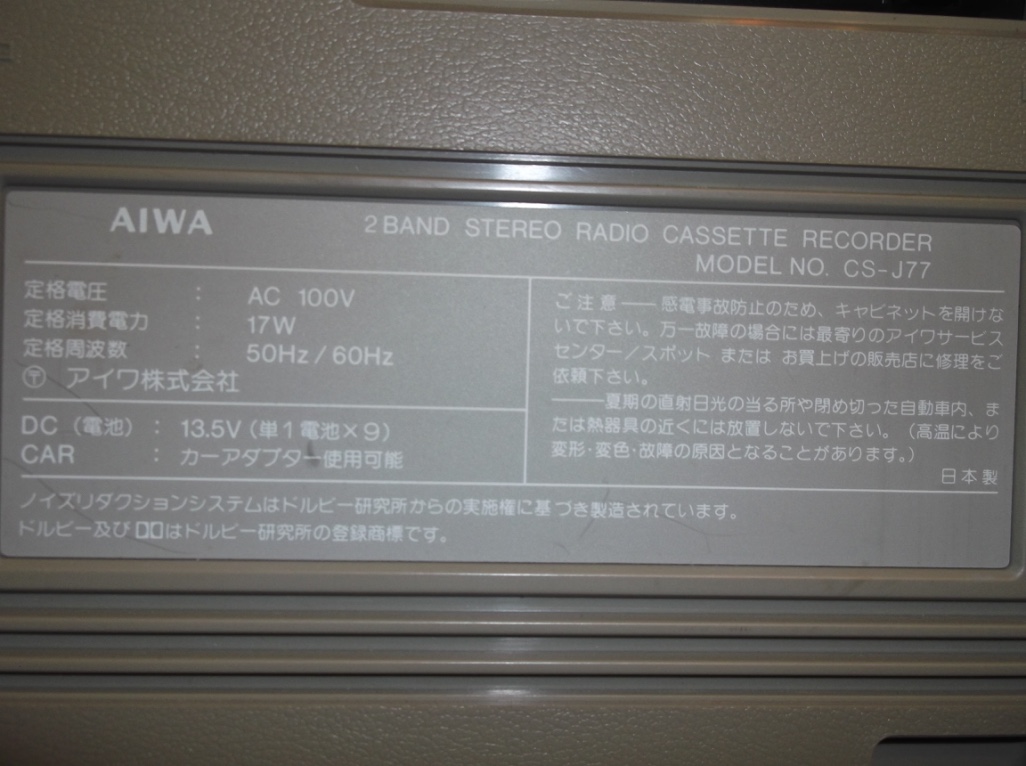 AIWA
2 BAND STEREO RADIO CASSETTE RECORDER
MODEL NO. CS-J77
定格電圧 : AC 100V
定格消費電力 : 17W
定格周波数 : 50Hz/60Hz
〶 アイワ株式会社
DC (電池) : 13.5V (単1電池×9)
CAR : カーアダプター使用可能
ご注意――感電事故防止のため、キャビネットを開けな
いで下さい。万一故障の場合には最寄りのアイワサービス
センター/スポット または お買上げの販売店に修理をご
依頼下さい。
――夏期の直射日光の当る所や閉め切った自動車内、ま
たは熱器具の近くには放置しないで下さい。(高温により
変形・変色・故障の原因となることがあります。)
日本製
ノイズリダクションシステムはドルビー研究所からの実施権に基づき製造されています。
ドルビー及び はドルビー研究所の登録商標です。